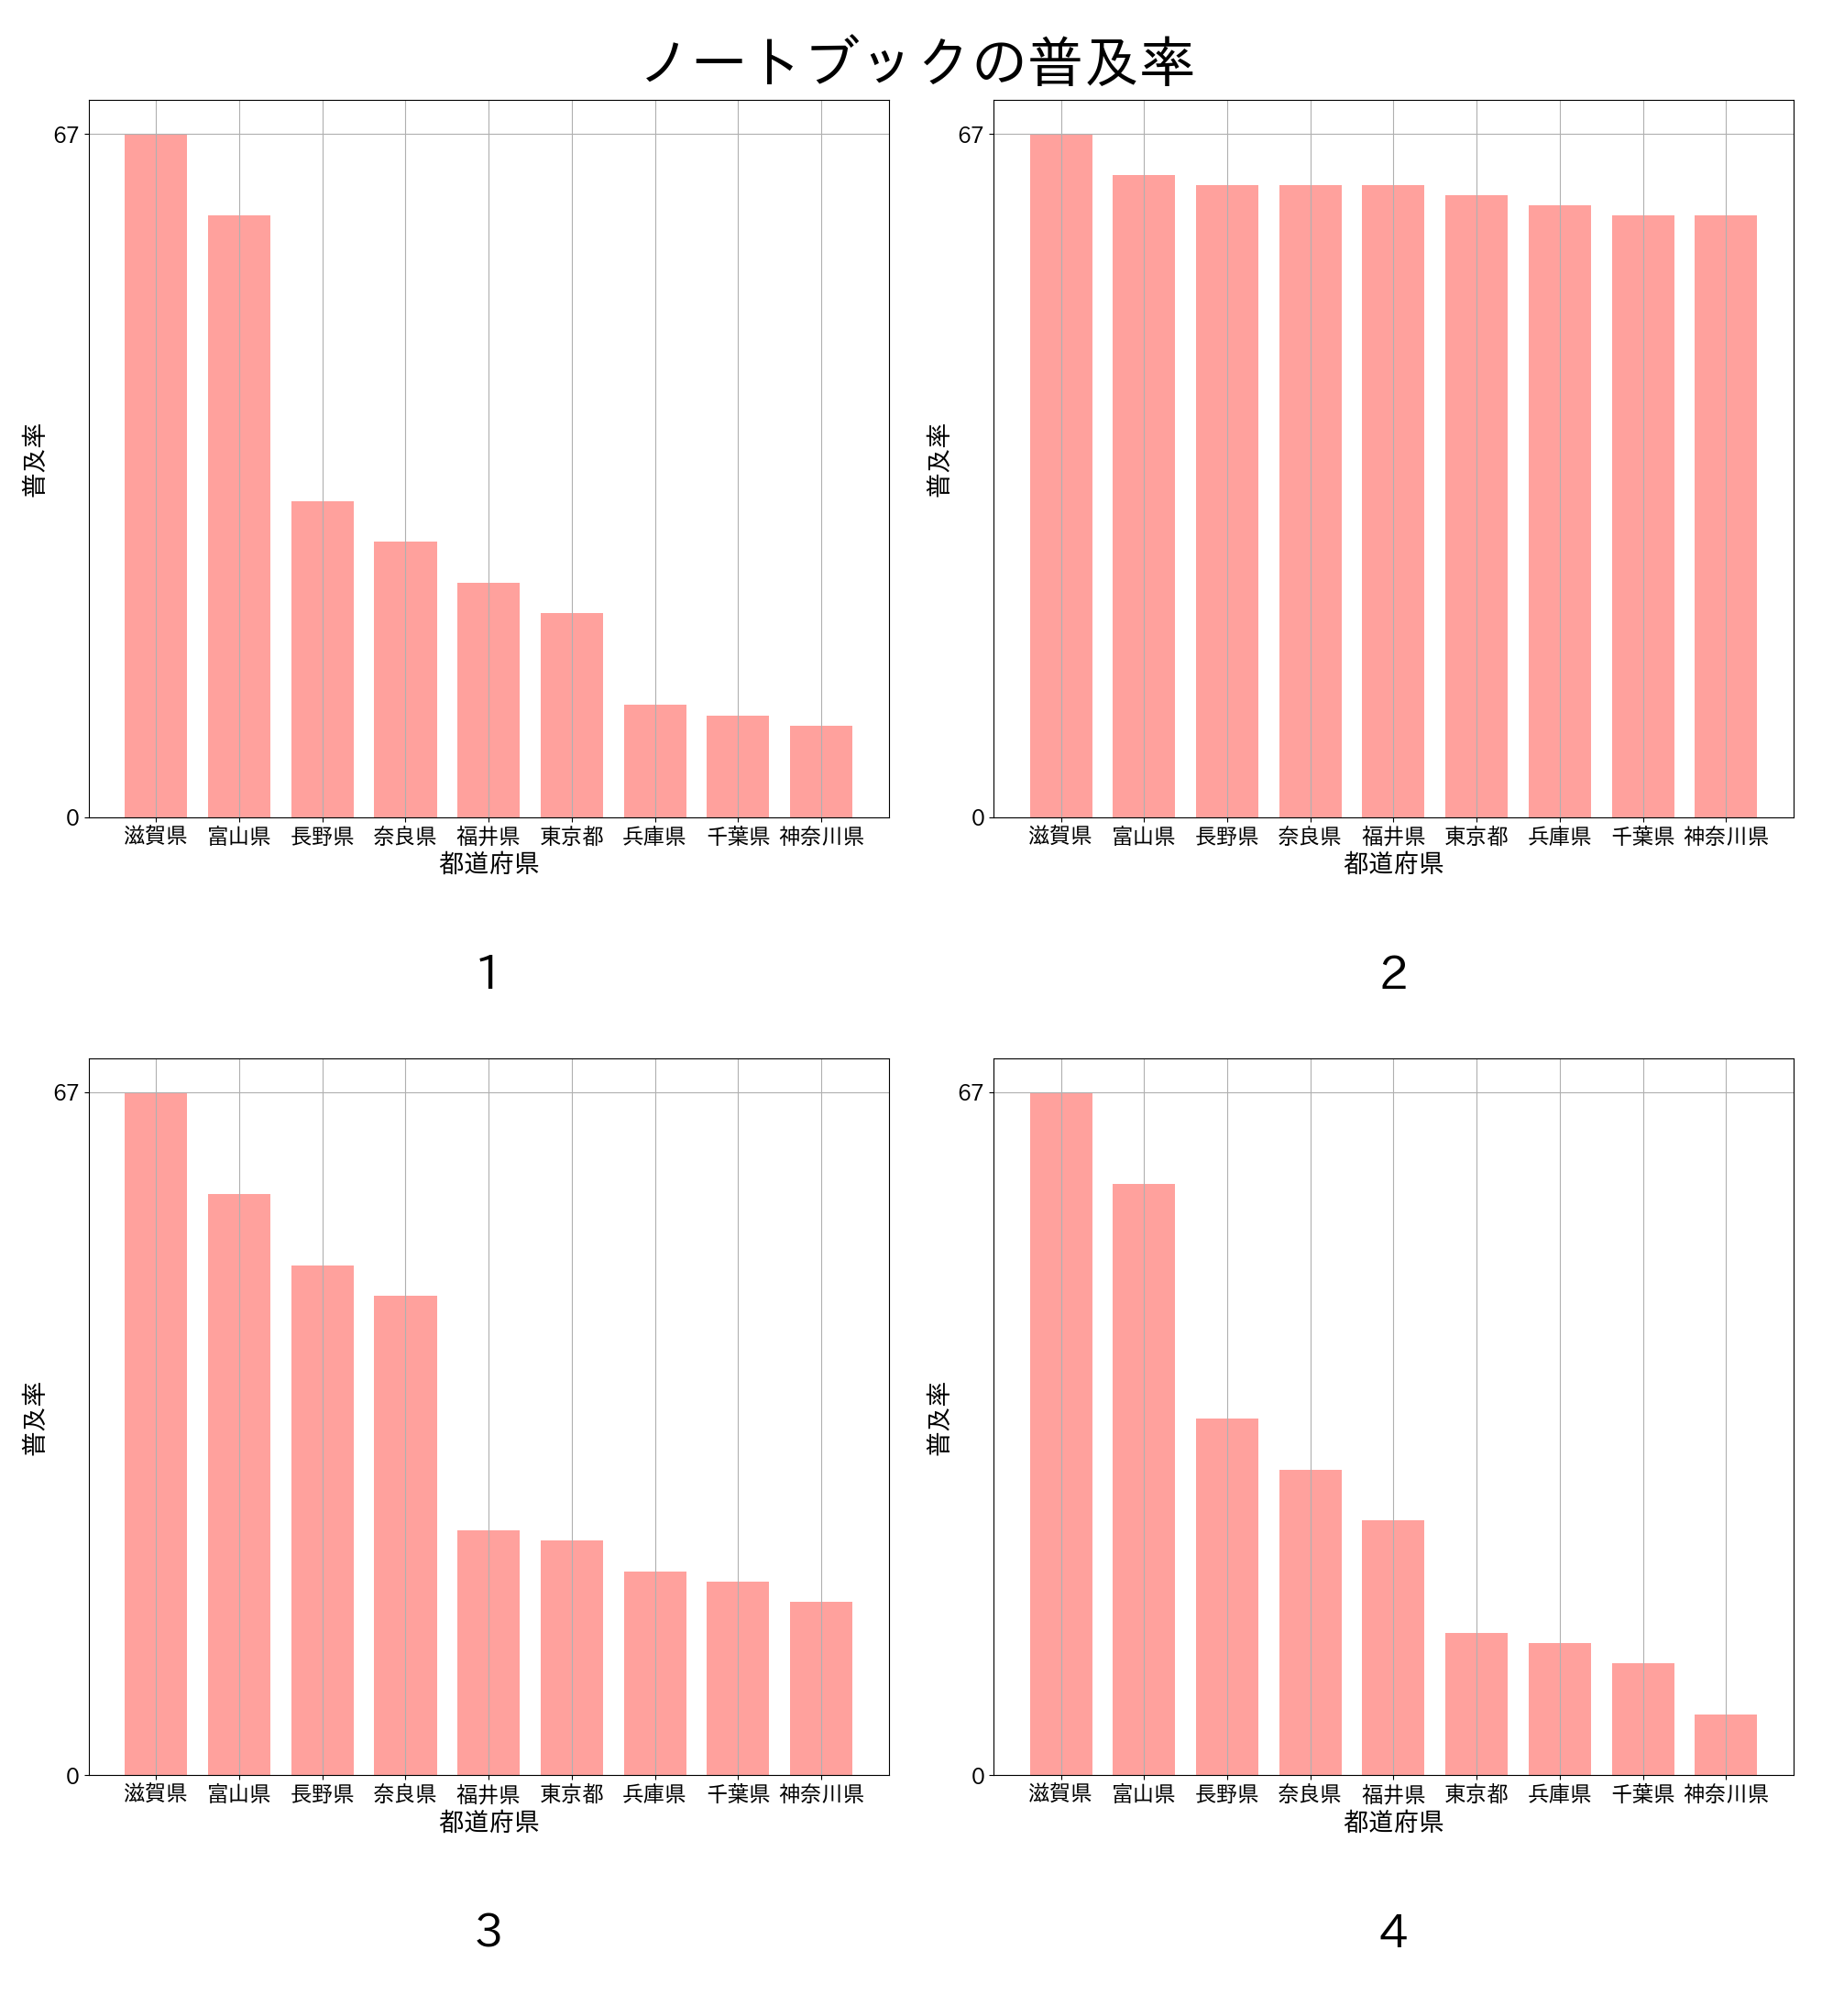 ノートブックの普及率
67
0
普及率
滋賀県 富山県 長野県 奈良県 福井県 東京都 兵庫県 千葉県 神奈川県
都道府県
1
67
0
普及率
滋賀県 富山県 長野県 奈良県 福井県 東京都 兵庫県 千葉県 神奈川県
都道府県
2
67
0
普及率
滋賀県 富山県 長野県 奈良県 福井県 東京都 兵庫県 千葉県 神奈川県
都道府県
3
67
0
普及率
滋賀県 富山県 長野県 奈良県 福井県 東京都 兵庫県 千葉県 神奈川県
都道府県
4